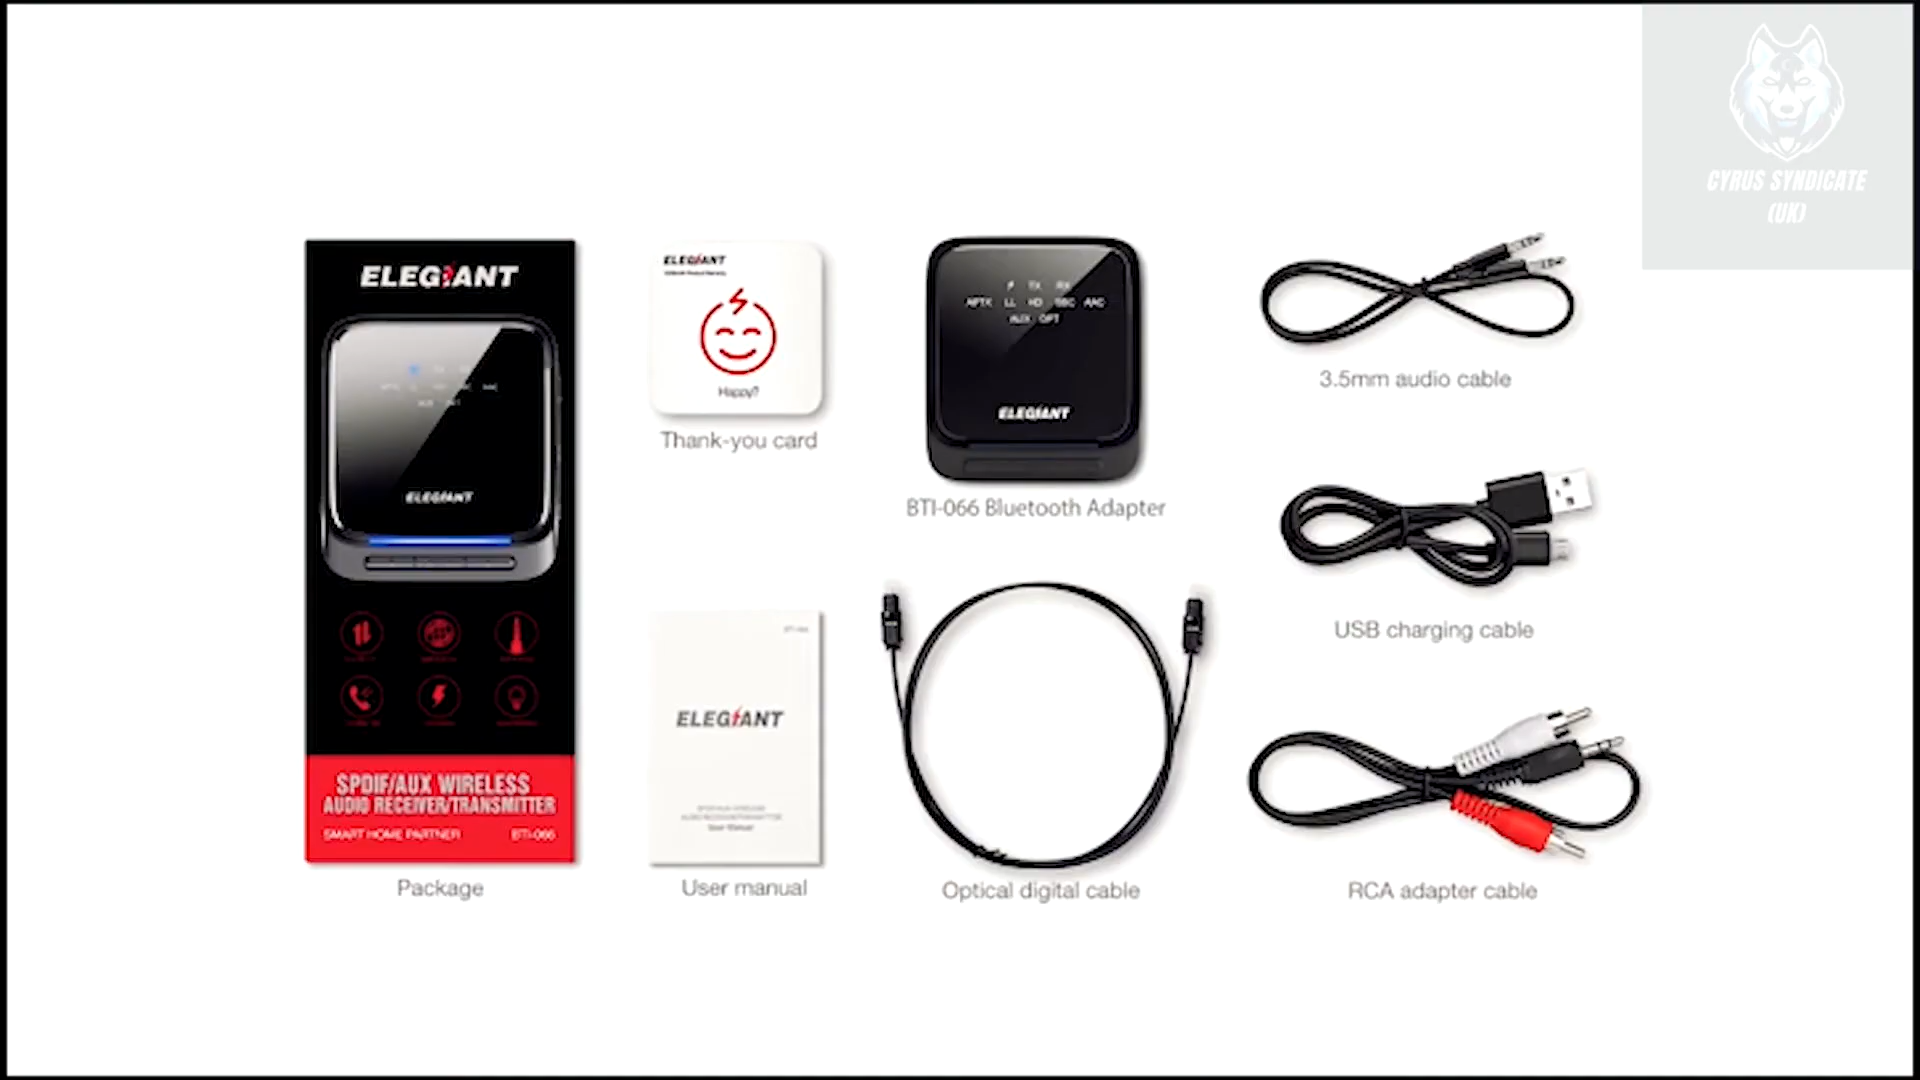 CYRUS SYNDICATE
(UK)
ELEGIANT
ELEGIANT
SPDIF/AUX WIRELESS
AUDIO RECEIVER/TRANSMITTER
SMART HOME PARTNER BTI-066
Package
ELEGIANT
Happy?
Thank-you card
ELEGIANT
User Manual
User manual
TX RX
APTX LL HD SBC AAC
AUX OPT
ELEGIANT
BTI-066 Bluetooth Adapter
Optical digital cable
3.5mm audio cable
USB charging cable
RCA adapter cable